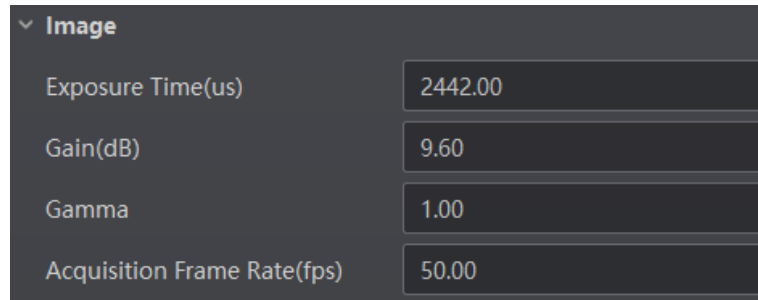 Image
Exposure Time(us) 2442.00
Gain(dB) 9.60
Gamma 1.00
Acquisition Frame Rate(fps) 50.00